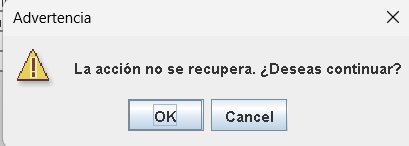 Advertencia
La acción no se recupera. ¿Deseas continuar?
OK
Cancel